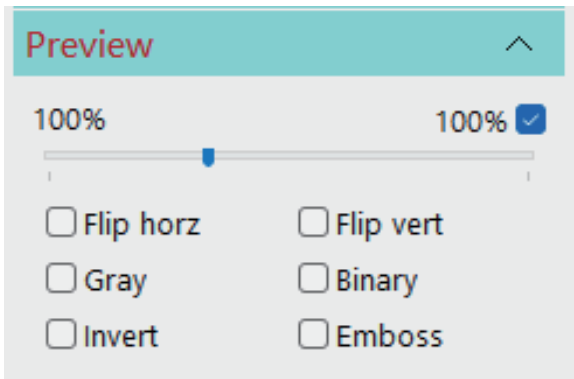 Preview
100% 100%
Flip horz Flip vert
Gray Binary
Invert Emboss